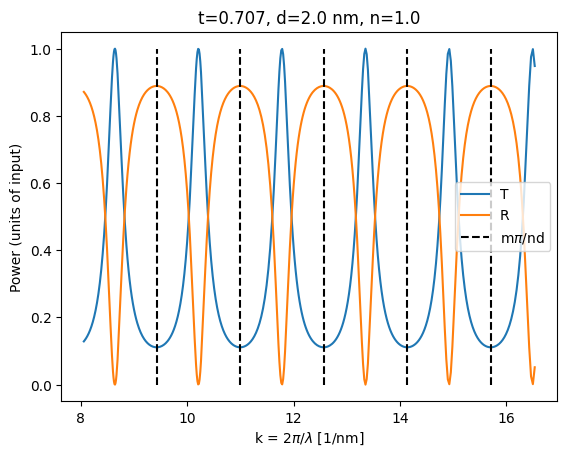 t=0.707, d=2.0 nm, n=1.0
1.0
0.8
0.6
0.4
0.2
0.0
Power (units of input)
T
R
mπ/nd
8
10
12
14
16
k = 2π/λ [1/nm]